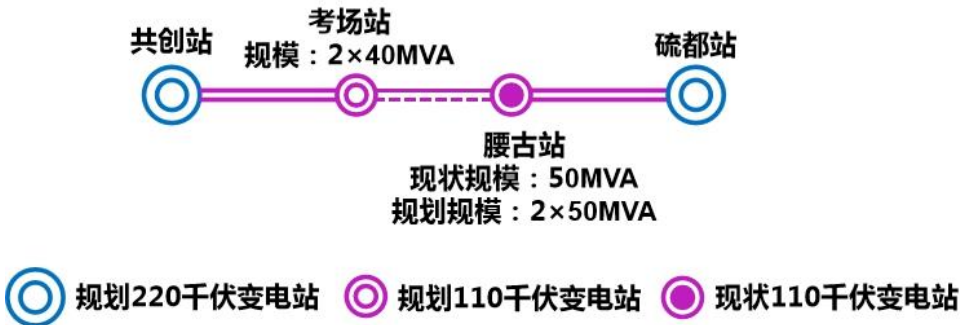 考场站
共创站
规模：2×40MVA
硫都站
腰古站
现状规模：50MVA
规划规模：2×50MVA
规划220千伏变电站
规划110千伏变电站
现状110千伏变电站